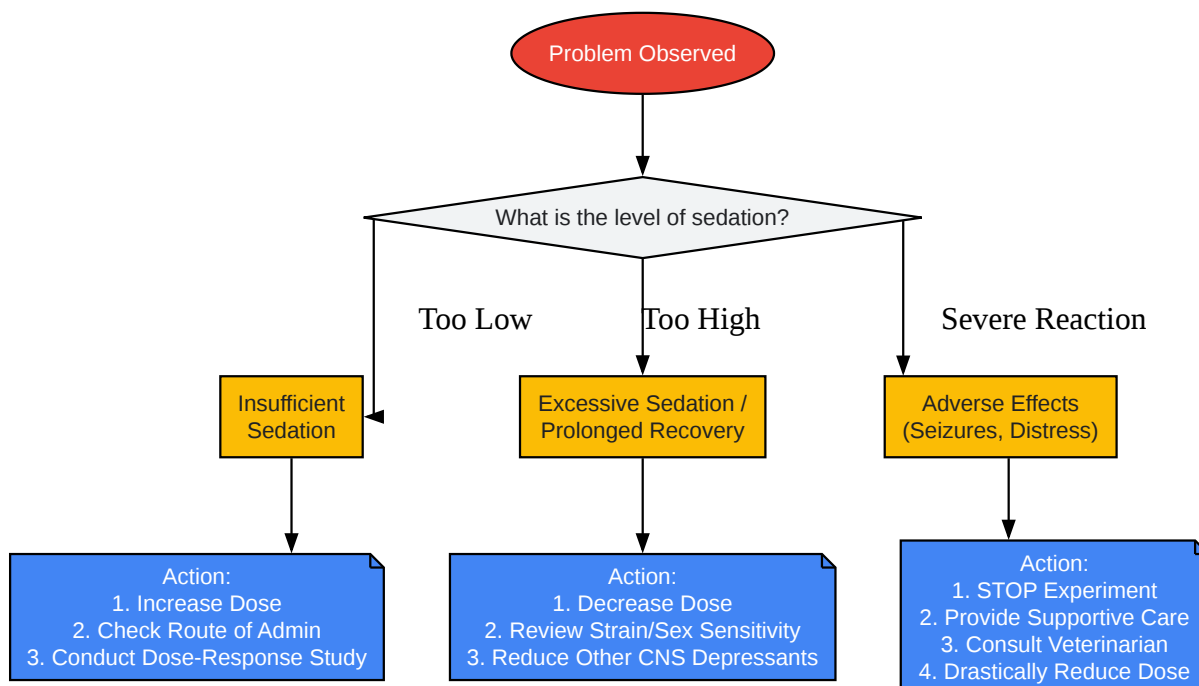 Problem Observed
What is the level of sedation?
Too Low
Too High
Severe Reaction
Insufficient
Sedation
Excessive Sedation /
Prolonged Recovery
Adverse Effects
(Seizures, Distress)
Action:
1. Increase Dose
2. Check Route of Admin
3. Conduct Dose-Response Study
Action:
1. Decrease Dose
2. Review Strain/Sex Sensitivity
3. Reduce Other CNS Depressants
Action:
1. STOP Experiment
2. Provide Supportive Care
3. Consult Veterinarian
4. Drastically Reduce Dose